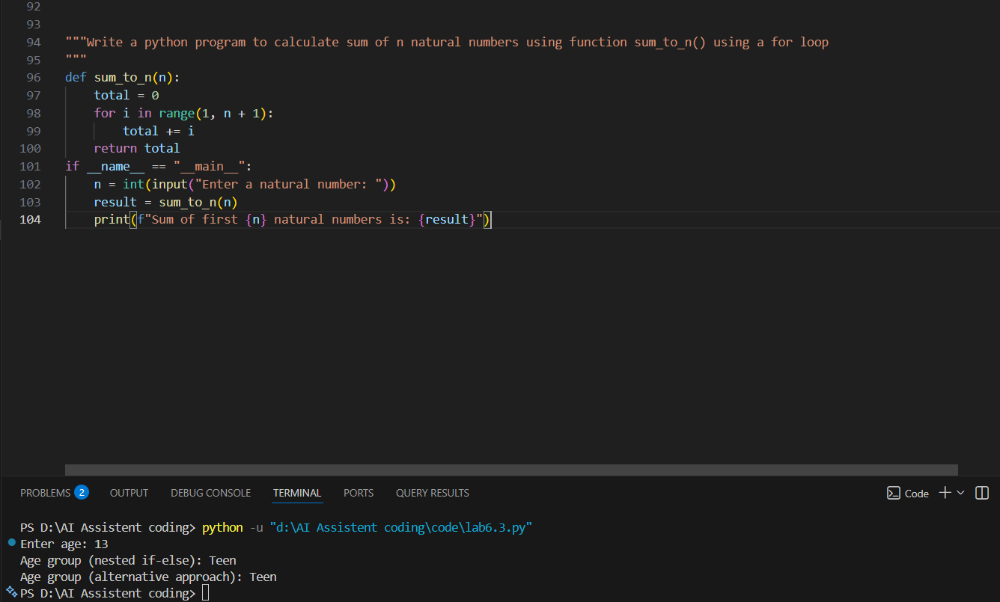 92
93
94 """Write a python program to calculate sum of n natural numbers using function sum_to_n() using a for loop
95 """
96 def sum_to_n(n):
97     total = 0
98     for i in range(1, n + 1):
99         total += i
100     return total
101 if __name__ == "__main__":
102     n = int(input("Enter a natural number: "))
103     result = sum_to_n(n)
104     print(f"Sum of first {n} natural numbers is: {result}")
PROBLEMS 2 OUTPUT DEBUG CONSOLE TERMINAL PORTS QUERY RESULTS Code
PS D:\AI Assistent coding> python -u "d:\AI Assistent coding\code\lab6.3.py"
Enter age: 13
Age group (nested if-else): Teen
Age group (alternative approach): Teen
PS D:\AI Assistent coding>